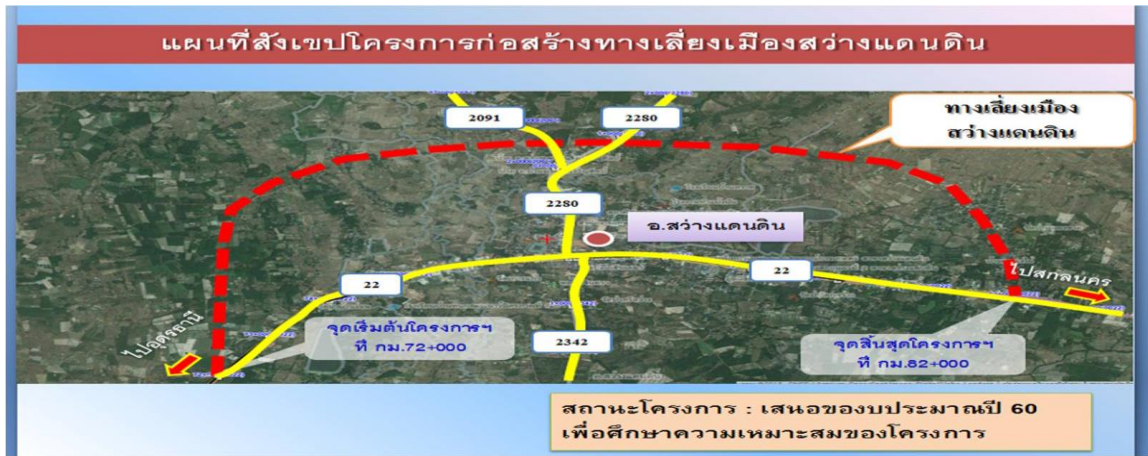 แผนที่สังเขปโครงการก่อสร้างทางเลี่ยงเมืองสว่างแดนดิน
ทางเลี่ยงเมือง
สว่างแดนดิน
2091
2280
2280
อ.สว่างแดนดิน
22
22
ไปสกลนคร
ไปอุดรธานี
จุดเริ่มต้นโครงการฯ
ที่ กม.72+000
2342
จุดสิ้นสุดโครงการฯ
ที่ กม.82+000
สถานะโครงการ : เสนอของบประมาณปี 60
เพื่อศึกษาความเหมาะสมของโครงการ